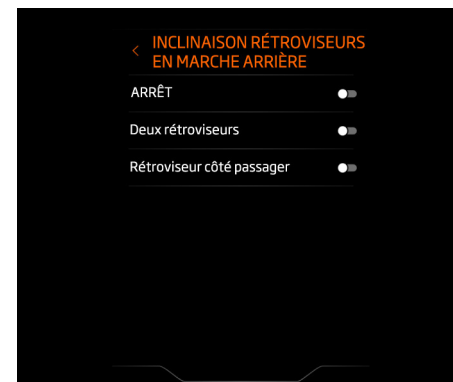 INCLINAISON RÉTROVISEURS
EN MARCHE ARRIÈRE
ARRÊT
Deux rétroviseurs
Rétroviseur côté passager